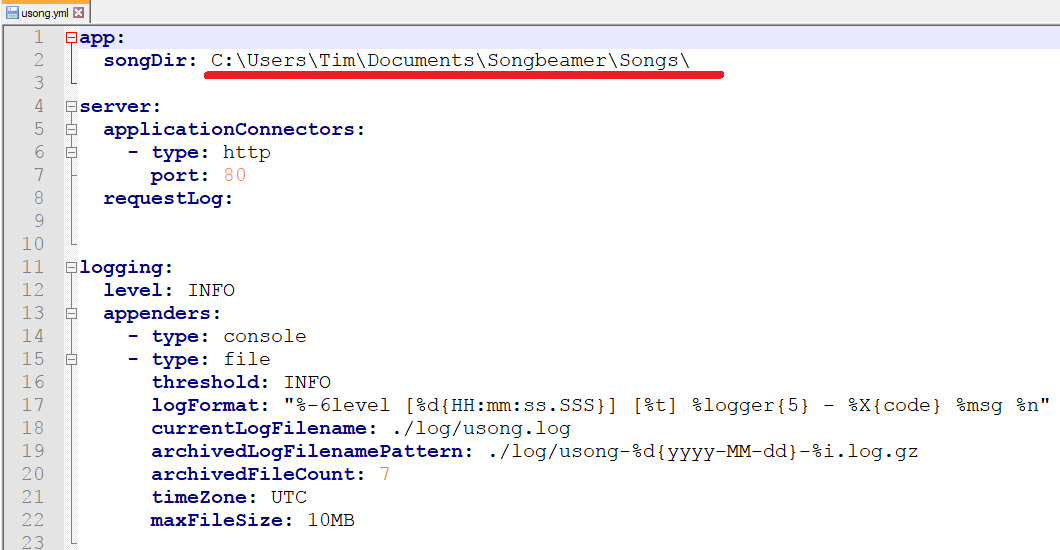 usong.yml
1 app:
2 songDir: C:\Users\Tim\Documents\Songbeamer\Songs\
3
4 server:
5 applicationConnectors:
6 - type: http
7 port: 80
8 requestLog:
9
10
11 logging:
12 level: INFO
13 appenders:
14 - type: console
15 - type: file
16 threshold: INFO
17 logFormat: "%-6level [%d{HH:mm:ss.SSS}] [%t] %logger{5} - %X{code} %msg %n"
18 currentLogFilename: ./log/usong.log
19 archivedLogFilenamePattern: ./log/usong-%d{yyyy-MM-dd}-%i.log.gz
20 archivedFileCount: 7
21 timeZone: UTC
22 maxFileSize: 10MB
23